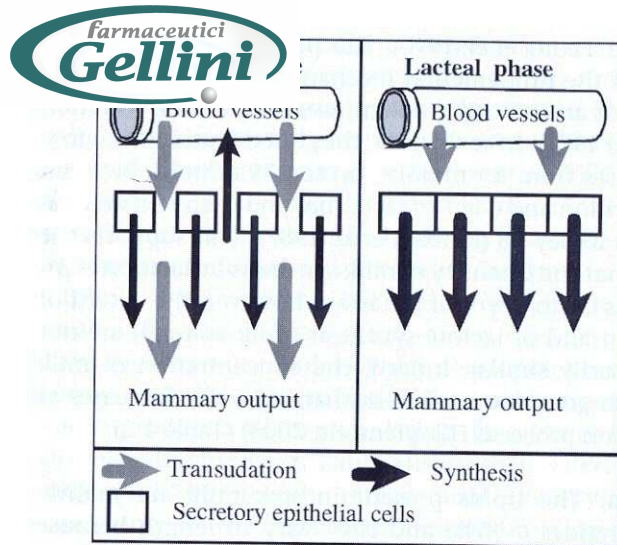 farmaceutici
Gellini
Lacteal phase
Blood vessels
Blood vessels
Mammary output
Mammary output
Transudation
Synthesis
Secretory epithelial cells